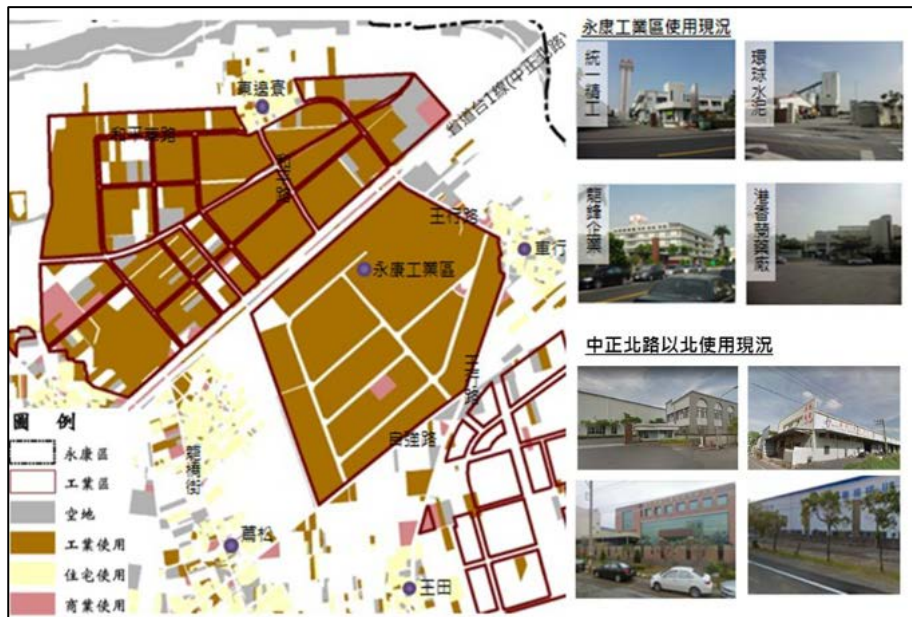 東邊寮
和平東路
省道台1線(中正北路)
王行路
車行
永康工業區
王行路
自強路
龍橋街
蔦松
王田
圖 例
永康區
工業區
空地
工業使用
住宅使用
商業使用
永康工業區使用現況
統一精工
環球水泥
龍鋒企業
港香蘭藥廠
中正北路以北使用現況